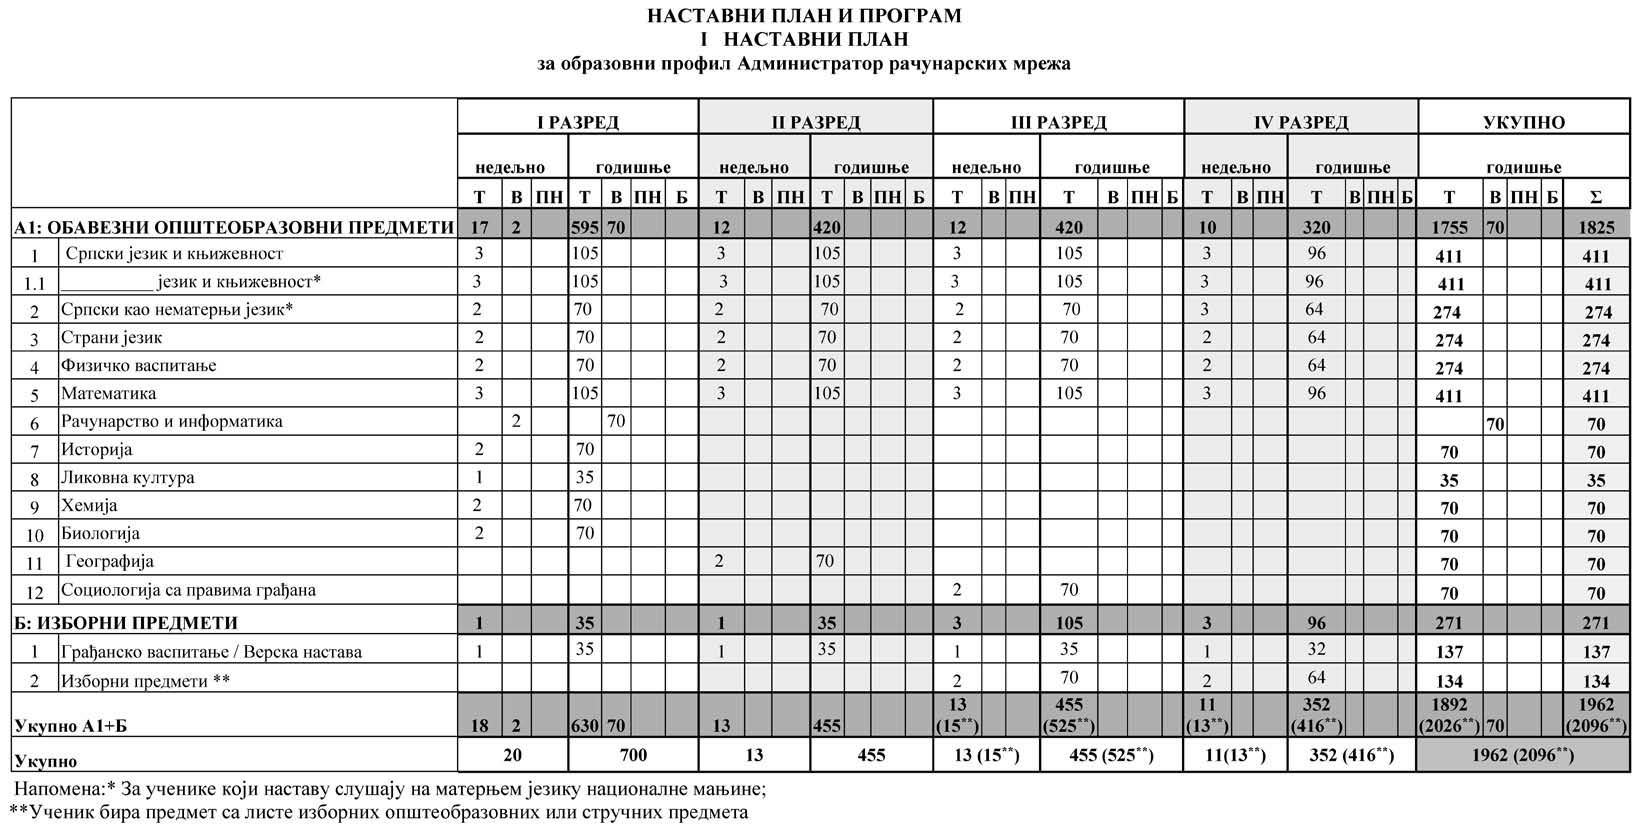 НАСТАВНИ ПЛАН И ПРОГРАМ
I НАСТАВНИ ПЛАН
за образовни профил Администратор рачунарских мрежа
I РАЗРЕД II РАЗРЕД III РАЗРЕД IV РАЗРЕД УКУПНО
недељно годишње недељно годишње недељно годишње недељно годишње годишње
Т В ПН Т В ПН Б Т В ПН Т В ПН Б Т В ПН Т В ПН Б Т В ПН Т В ПН Б Т В ПН Б Σ
А1: ОБАВЕЗНИ ОПШТЕОБРАЗОВНИ ПРЕДМЕТИ 17 2 595 70 12 420 12 420 10 320 1755 70 1825
1 Српски језик и књижевност 3 105 3 105 3 105 3 96 411 411
1.1 __________ језик и књижевност* 3 105 3 105 3 105 3 96 411 411
2 Српски као нематерњи језик* 2 70 2 70 2 70 3 64 274 274
3 Страни језик 2 70 2 70 2 70 2 64 274 274
4 Физичко васпитање 2 70 2 70 2 70 2 64 274 274
5 Математика 3 105 3 105 3 105 3 96 411 411
6 Рачунарство и информатика 2 70 70 70
7 Историја 2 70 70 70
8 Ликовна култура 1 35 35 35
9 Хемија 2 70 70 70
10 Биологија 2 70 70 70
11 Географија 2 70 70 70
12 Социологија са правима грађана 2 70 70 70
Б: ИЗБОРНИ ПРЕДМЕТИ 1 35 1 35 3 105 3 96 271 271
1 Грађанско васпитање / Верска настава 1 35 1 35 1 35 1 32 137 137
2 Изборни предмети ** 2 70 2 64 134 134
Укупно А1+Б 18 2 630 70 13 455 13 (15**) 455 (525**) 11 (13**) 352 (416**) 1892 (2026**) 70 1962 (2096**)
Укупно 20 700 13 455 13 (15**) 455 (525**) 11(13**) 352 (416**) 1962 (2096**)
Напомена:* За ученике који наставу слушају на матерњем језику националне мањине;
**Ученик бира предмет са листе изборних општеобразовних или стручних предмета